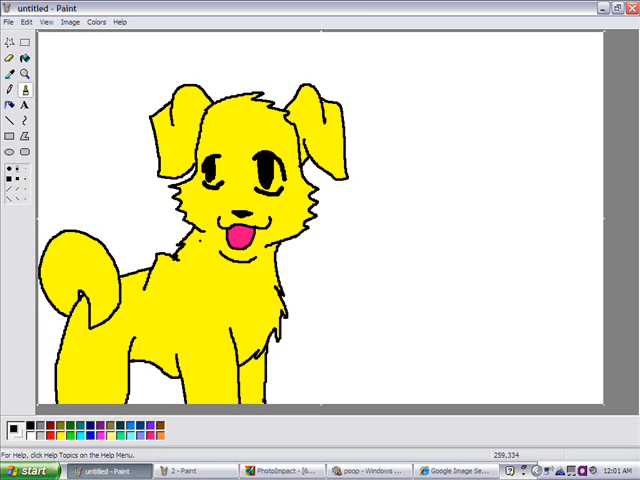 untitled - Paint
File Edit View Image Colors Help
A
For Help, click Help Topics on the Help Menu.
259,334
start
untitled - Paint
2 - Paint
PhotoImpact - [6...
poop - Windows ...
Google Image Se...
12:01 AM